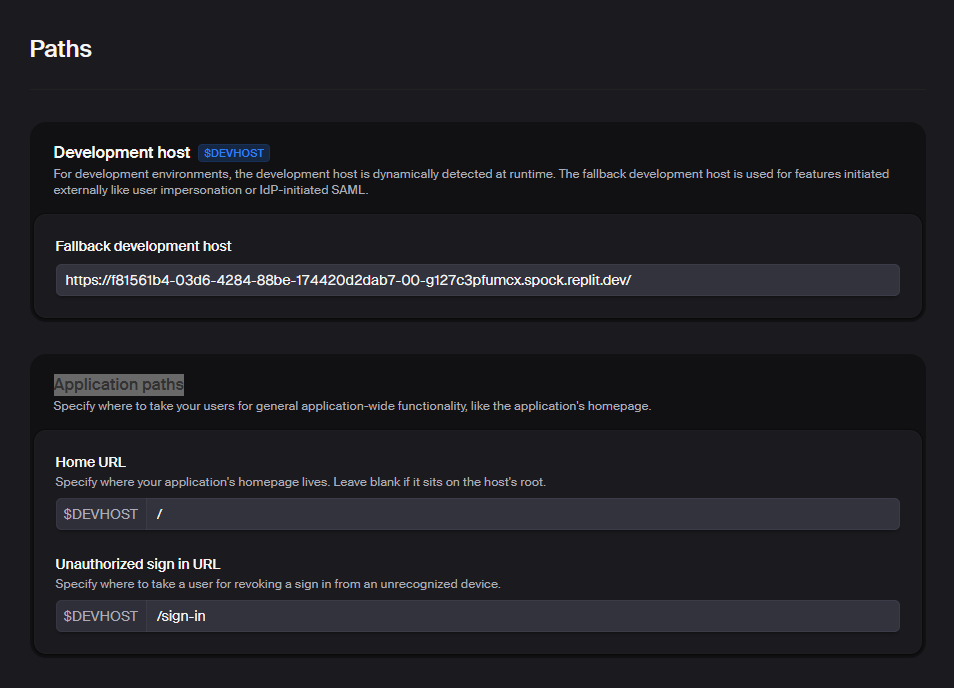 Paths
Development host $DEVHOST
For development environments, the development host is dynamically detected at runtime. The fallback development host is used for features initiated
externally like user impersonation or IdP-initiated SAML.
Fallback development host
https://f81561b4-03d6-4284-88be-174420d2dab7-00-g127c3pfumcx.spock.replit.dev/
Application paths
Specify where to take your users for general application-wide functionality, like the application's homepage.
Home URL
Specify where your application's homepage lives. Leave blank if it sits on the host's root.
$DEVHOST /
Unauthorized sign in URL
Specify where to take a user for revoking a sign in from an unrecognized device.
$DEVHOST /sign-in